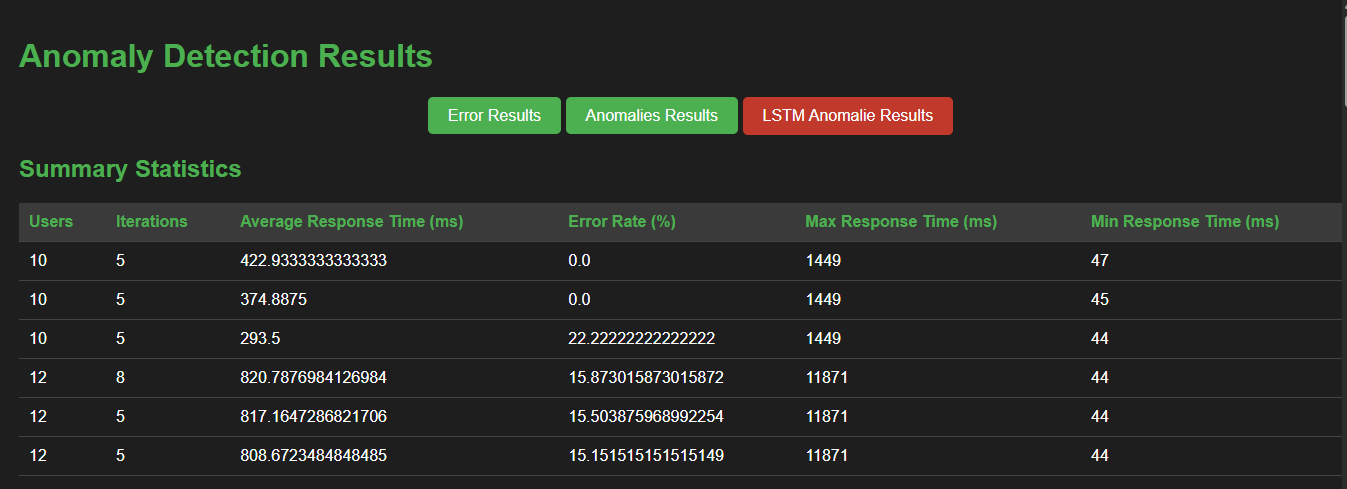 Anomaly Detection Results
Error Results Anomalies Results LSTM Anomalie Results
Summary Statistics
Users Iterations Average Response Time (ms) Error Rate (%) Max Response Time (ms) Min Response Time (ms)
10 5 422.9333333333333 0.0 1449 47
10 5 374.8875 0.0 1449 45
10 5 293.5 22.22222222222222 1449 44
12 8 820.7876984126984 15.873015873015872 11871 44
12 5 817.1647286821706 15.503875968992254 11871 44
12 5 808.6723484848485 15.151515151515149 11871 44